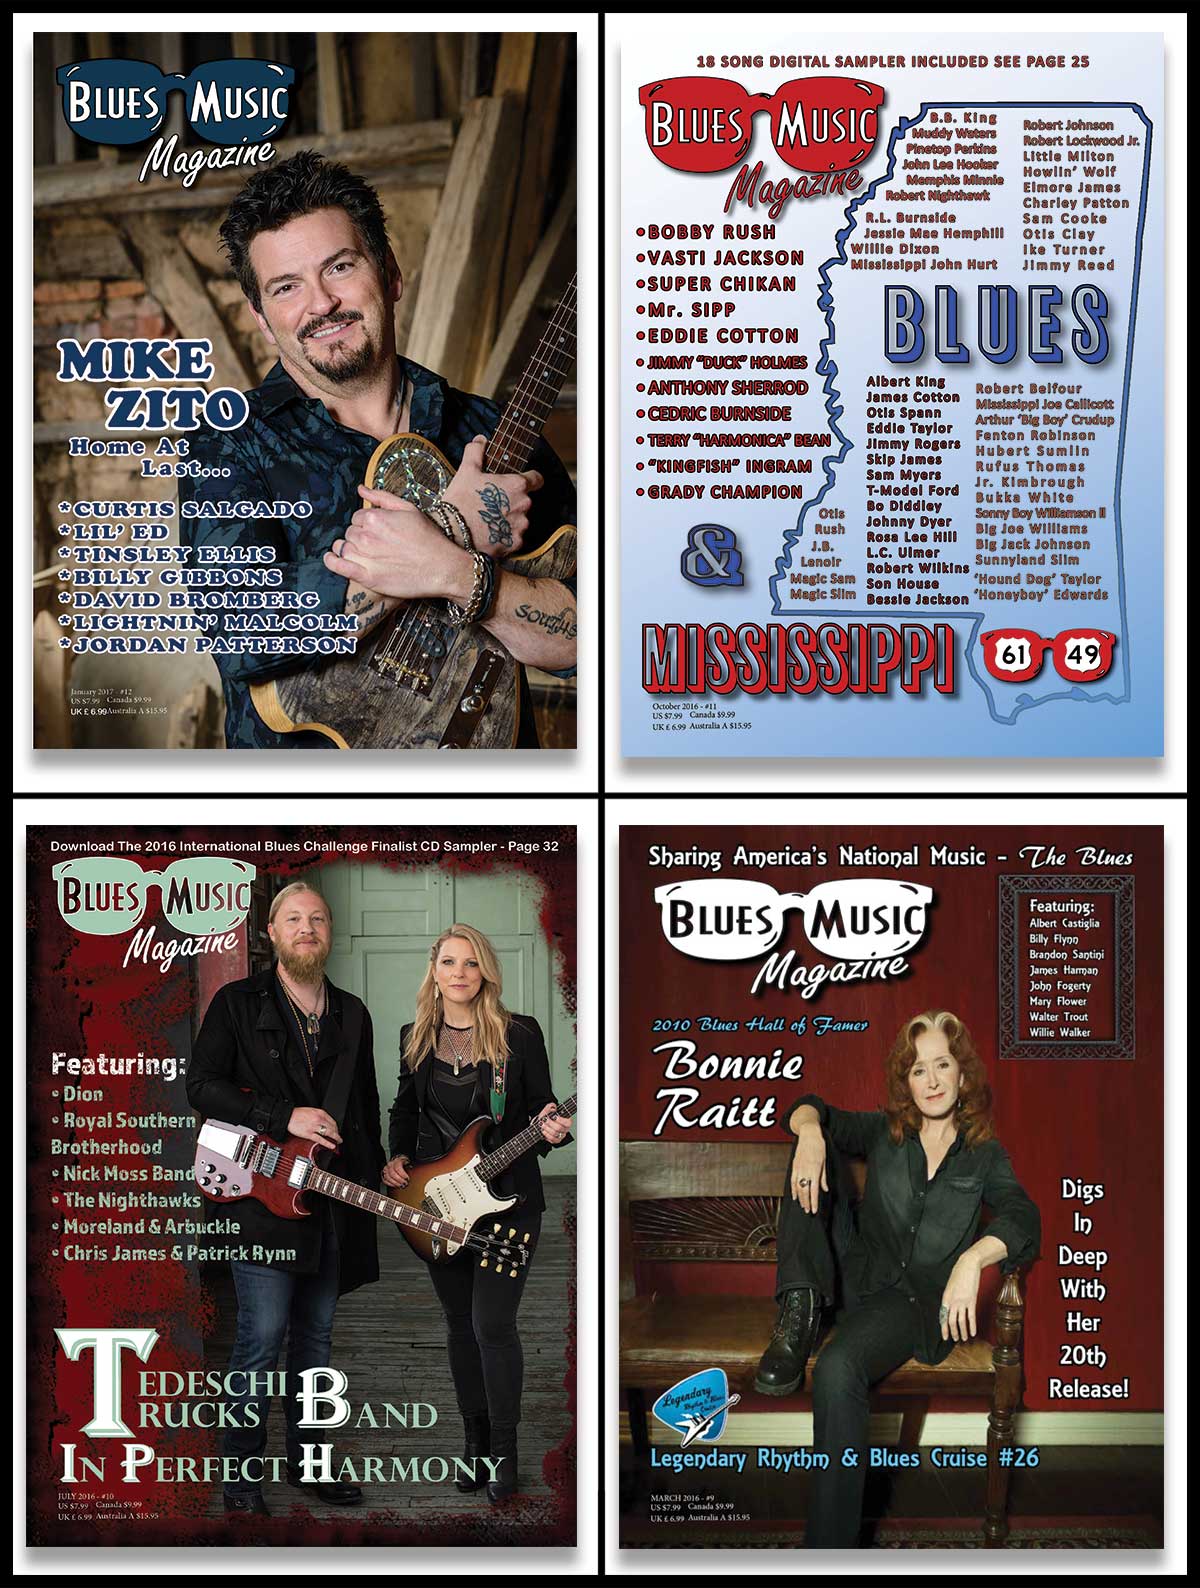 BLUES MUSIC
Magazine
MIKE
ZITO
Home At
Last...
*CURTIS SALGADO
*LIL' ED
*TINSLEY ELLIS
*BILLY GIBBONS
*DAVID BROMBERG
*LIGHTNIN' MALCOLM
*JORDAN PATTERSON
January 2017 - #12
US $7.99 Canada $9.99
UK £ 6.99 Australia A $15.95
18 SONG DIGITAL SAMPLER INCLUDED SEE PAGE 25
BLUES MUSIC
Magazine
• BOBBY RUSH
• VASTI JACKSON
• SUPER CHIKAN
• Mr. SIPP
• EDDIE COTTON
• JIMMY "DUCK" HOLMES
• ANTHONY SHERROD
• CEDRIC BURNSIDE
• TERRY "HARMONICA" BEAN
• "KINGFISH" INGRAM
• GRADY CHAMPION
B.B. King
Muddy Waters
Pinetop Perkins
John Lee Hooker
Memphis Minnie
Robert Nighthawk
R.L. Burnside
Jessie Mae Hemphill
Willie Dixon
Mississippi John Hurt
Robert Johnson
Robert Lockwood Jr.
Little Milton
Howlin' Wolf
Elmore James
Charley Patton
Sam Cooke
Otis Clay
Ike Turner
Jimmy Reed
BLUES
Albert King
James Cotton
Otis Spann
Eddie Taylor
Jimmy Rogers
Skip James
Sam Myers
T-Model Ford
Bo Diddley
Johnny Dyer
Rosa Lee Hill
L.C. Ulmer
Robert Wilkins
Son House
Bessie Jackson
Robert Belfour
Mississippi Joe Callicott
Arthur 'Big Boy' Crudup
Fenton Robinson
Hubert Sumlin
Rufus Thomas
Jr. Kimbrough
Bukka White
Sonny Boy Williamson II
Big Joe Williams
Big Jack Johnson
Sunnyland Slim
'Hound Dog' Taylor
'Honeyboy' Edwards
Otis
Rush
J.B.
Lenoir
Magic Sam
Magic Slim
&
MISSISSIPPI
61 49
October 2016 - #11
US $7.99 Canada $9.99
UK £ 6.99 Australia A $15.95
Download The 2016 International Blues Challenge Finalist CD Sampler - Page 32
BLUES MUSIC
Magazine
Featuring:
• Dion
• Royal Southern
Brotherhood
• Nick Moss Band
• The Nighthawks
• Moreland & Arbuckle
• Chris James & Patrick Rynn
TEDESCHI
TRUCKS BAND
IN PERFECT HARMONY
JULY 2016 - #10
US $7.99 Canada $9.99
UK £ 6.99 Australia A $15.95
Sharing America's National Music - The Blues
BLUES MUSIC
Magazine
Featuring:
Albert Castiglia
Billy Flynn
Brandon Santini
James Harman
John Fogerty
Mary Flower
Walter Trout
Willie Walker
2010 Blues Hall of Famer
Bonnie
Raitt
Digs
In
Deep
With
Her
20th
Release!
Legendary
Rhythm & Blues
Cruise
Legendary Rhythm & Blues Cruise #26
MARCH 2016 - #9
US $7.99 Canada $9.99
UK £ 6.99 Australia A $15.95